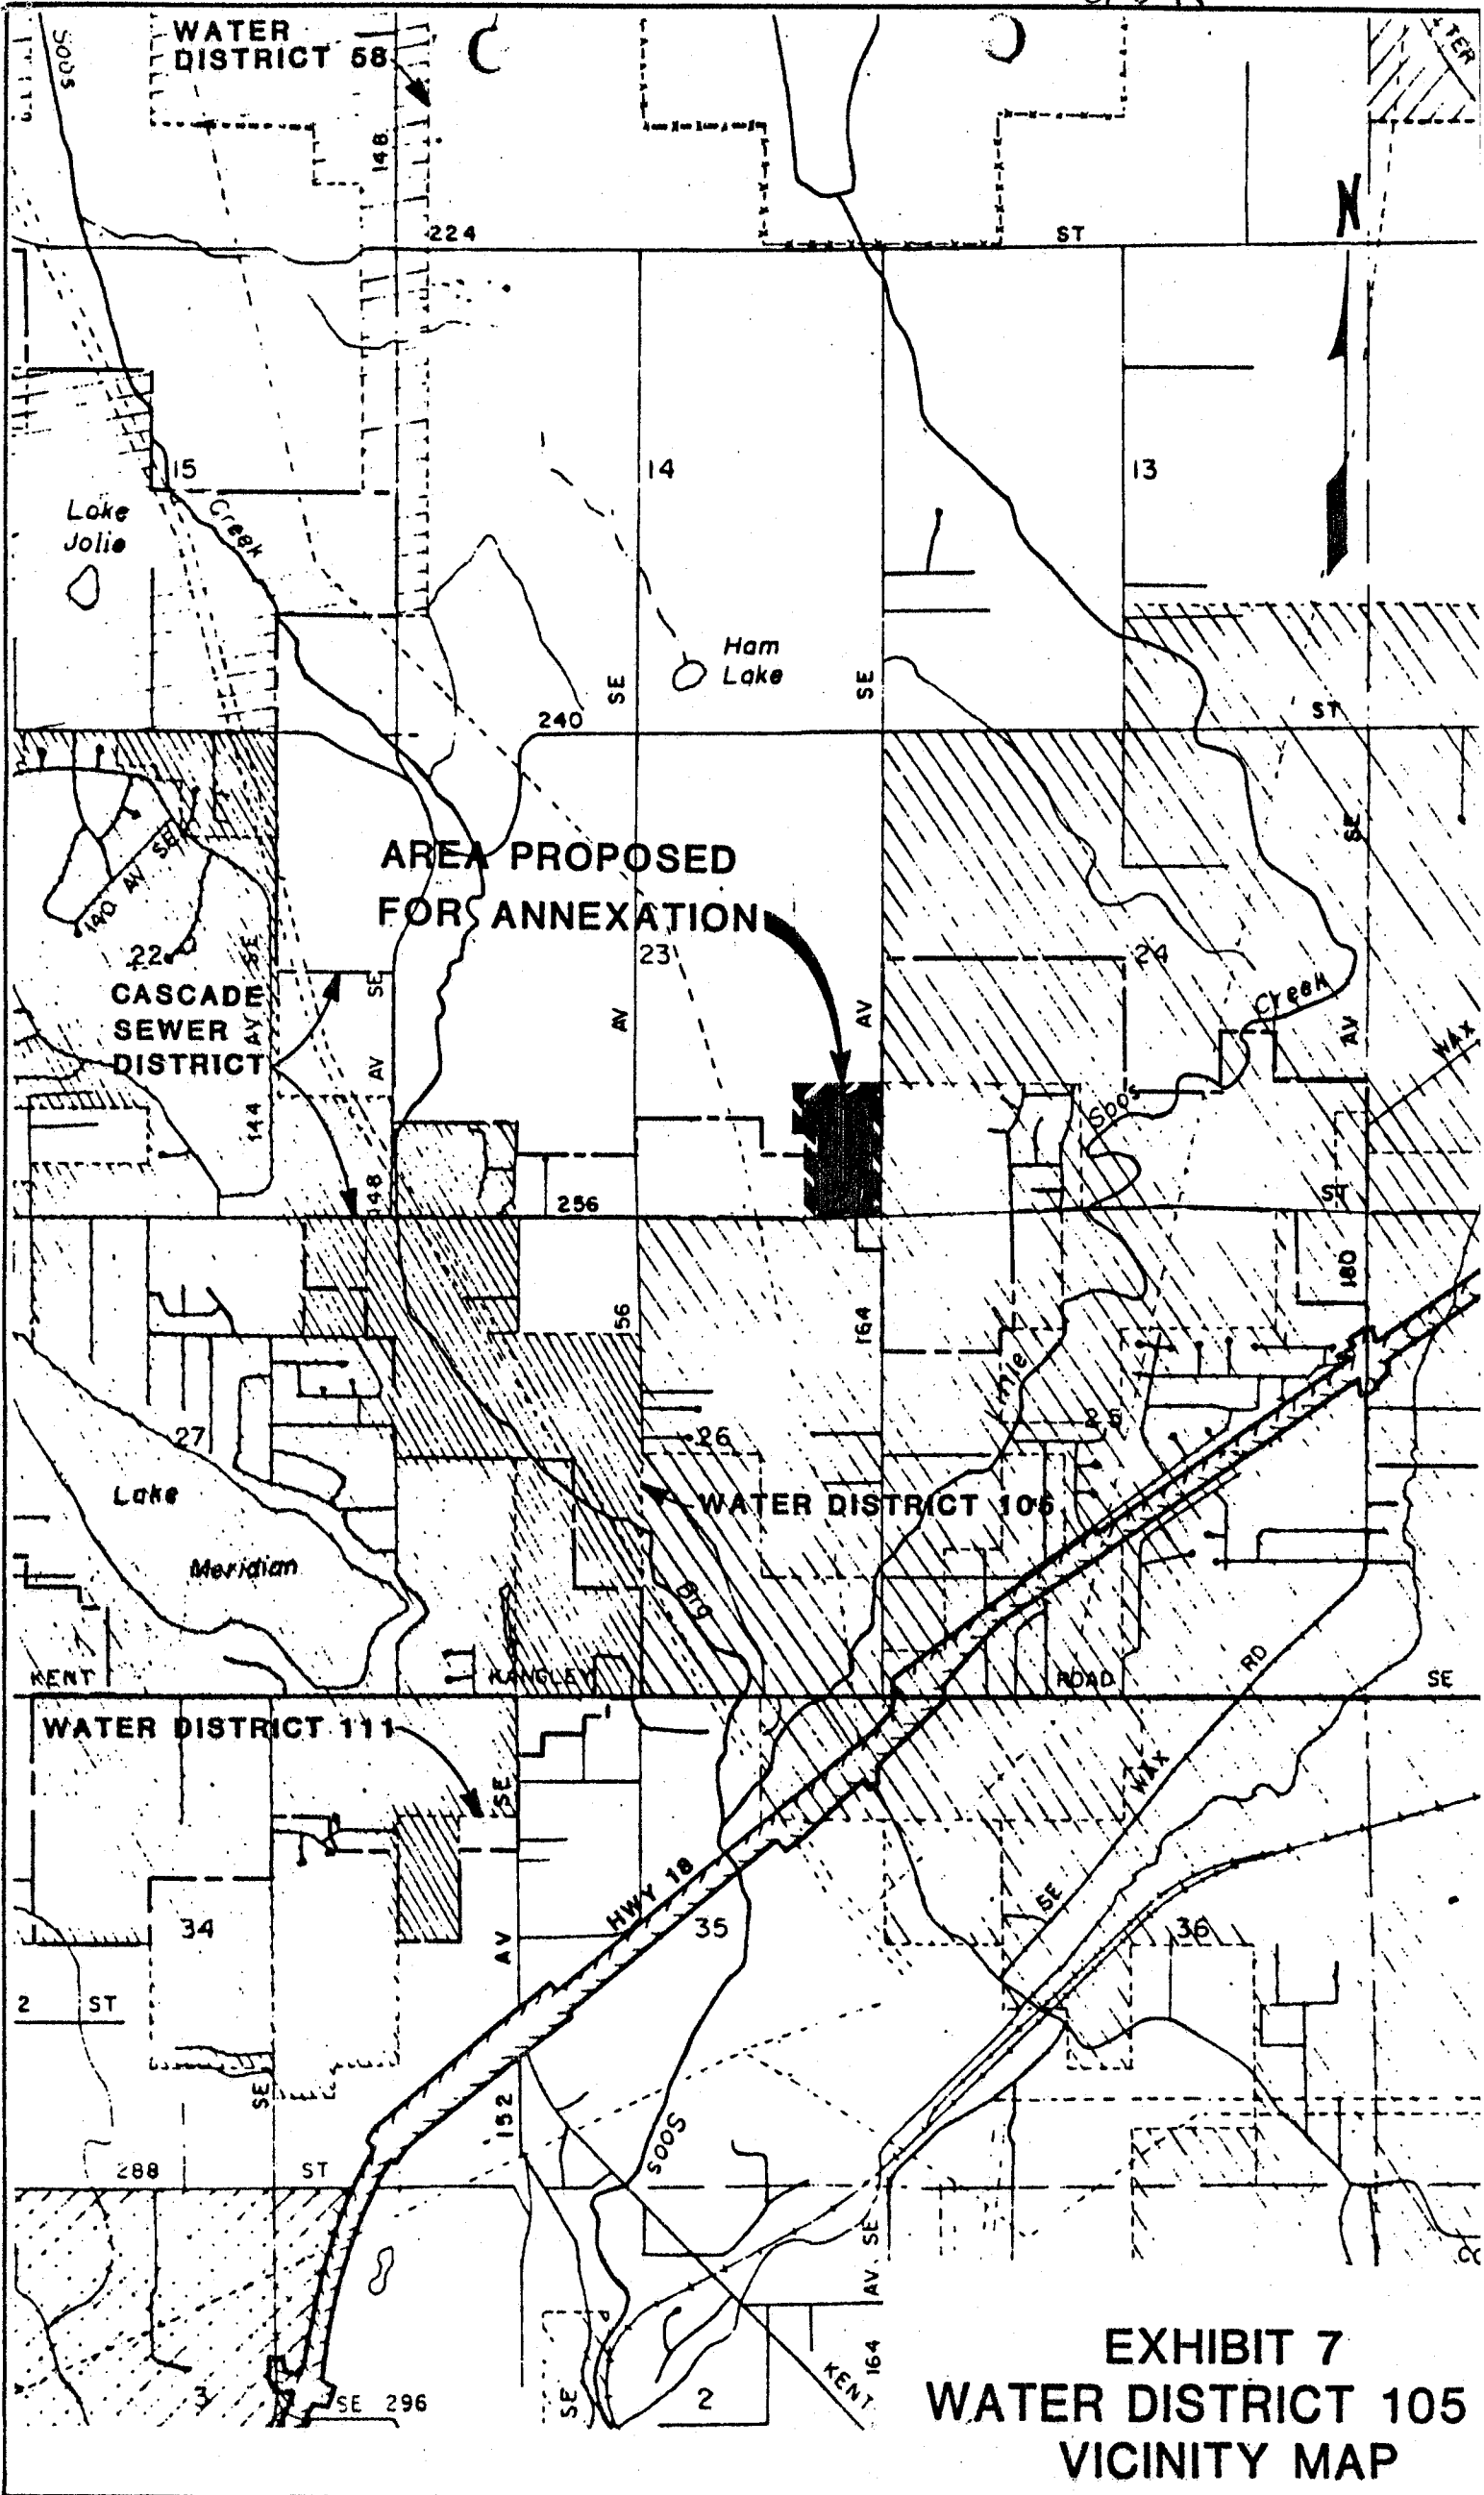 WATER
DISTRICT 58
SOOS
148
224
ST
N
15
14
13
Lake
Jolie
Creek
Ham
Lake
SE
SE
240
ST
AREA PROPOSED
FOR ANNEXATION
140 AV SE
SE
22
23
24
CASCADE
SEWER
DISTRICT
SE
AV
SE
AV
144
AV
AV
Creek
AV
WAX
Soos
148
256
ST
180
56
164
27
26
25
Lake
Meridian
WATER DISTRICT 105
Big
KENT
KANGLEY
ROAD
RD
SE
WATER DISTRICT 111
SE
WAX
SE
HWY 18
34
35
36
AV
2
ST
SE
152
SOOS
288
ST
AV SE
164
KENT
3
SE 296
SE
2
EXHIBIT 7
WATER DISTRICT 105
VICINITY MAP